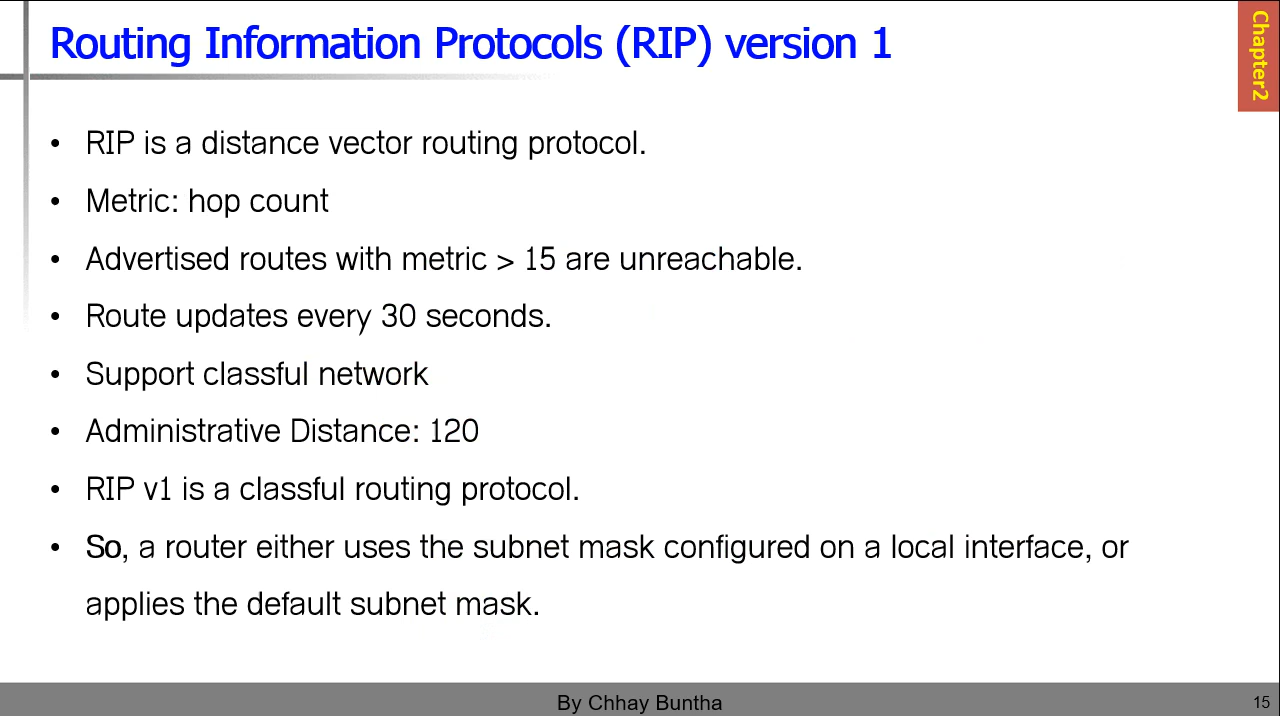 Routing Information Protocols (RIP) version 1
Chapter2
• RIP is a distance vector routing protocol.
• Metric: hop count
• Advertised routes with metric > 15 are unreachable.
• Route updates every 30 seconds.
• Support classful network
• Administrative Distance: 120
• RIP v1 is a classful routing protocol.
• So, a router either uses the subnet mask configured on a local interface, or
applies the default subnet mask.
By Chhay Buntha
15